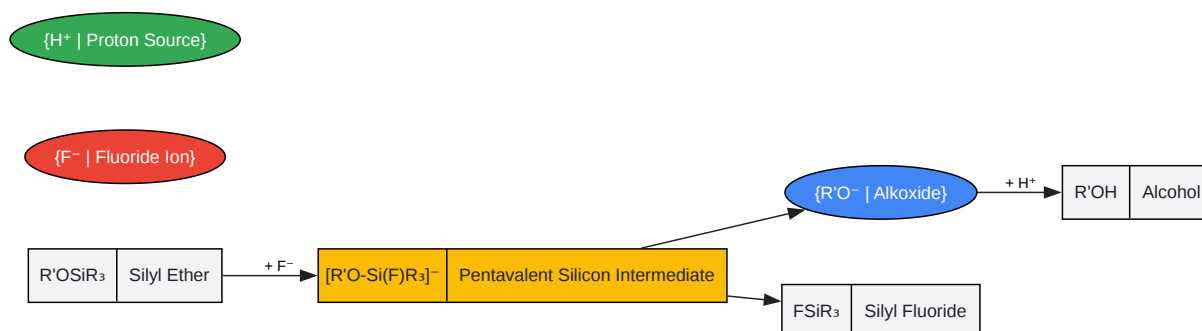 {H⁺ | Proton Source}
{F⁻ | Fluoride Ion}
{R'O⁻ | Alkoxide}
+ H⁺
R'OH
Alcohol
R'OSiR₃
Silyl Ether
+ F⁻
[R'O-Si(F)R₃]⁻
Pentavalent Silicon Intermediate
FSiR₃
Silyl Fluoride